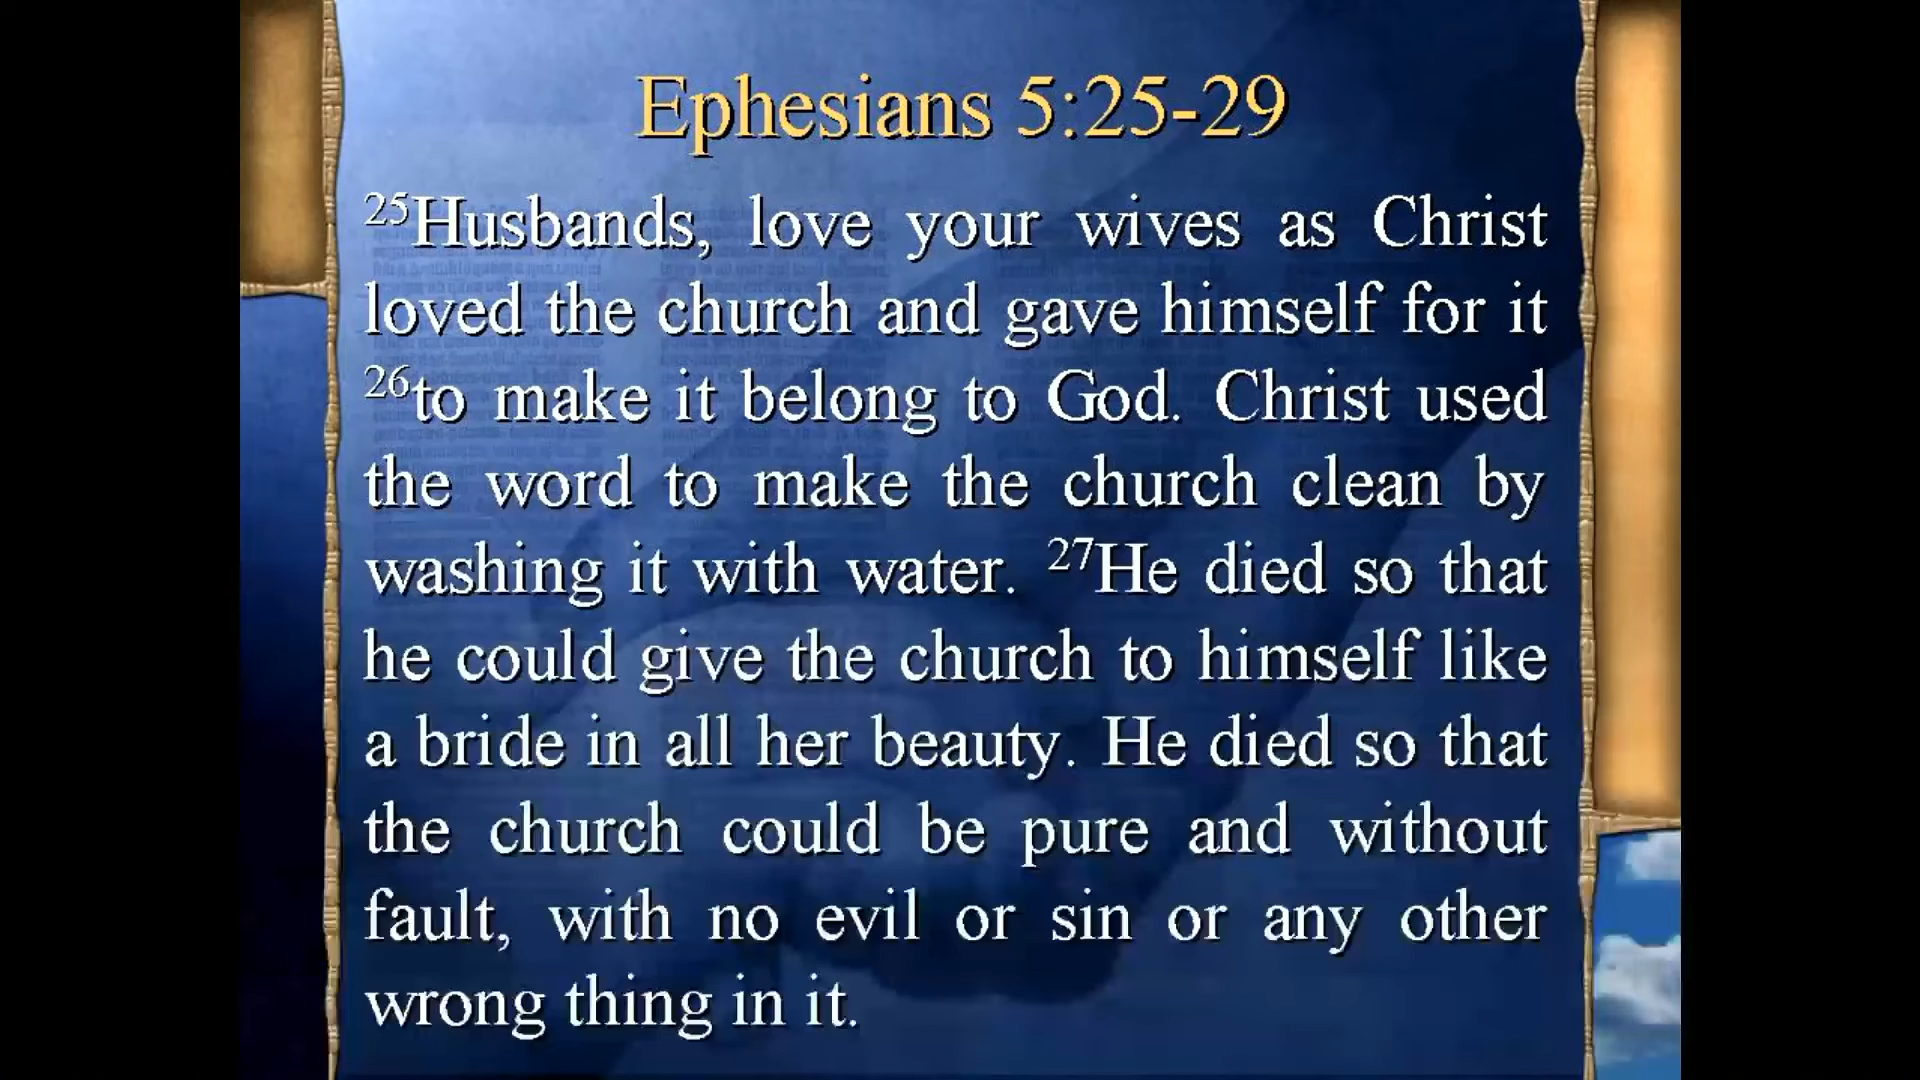 Ephesians 5:25-29
²⁵Husbands, love your wives as Christ
loved the church and gave himself for it
²⁶to make it belong to God. Christ used
the word to make the church clean by
washing it with water. ²⁷He died so that
he could give the church to himself like
a bride in all her beauty. He died so that
the church could be pure and without
fault, with no evil or sin or any other
wrong thing in it.